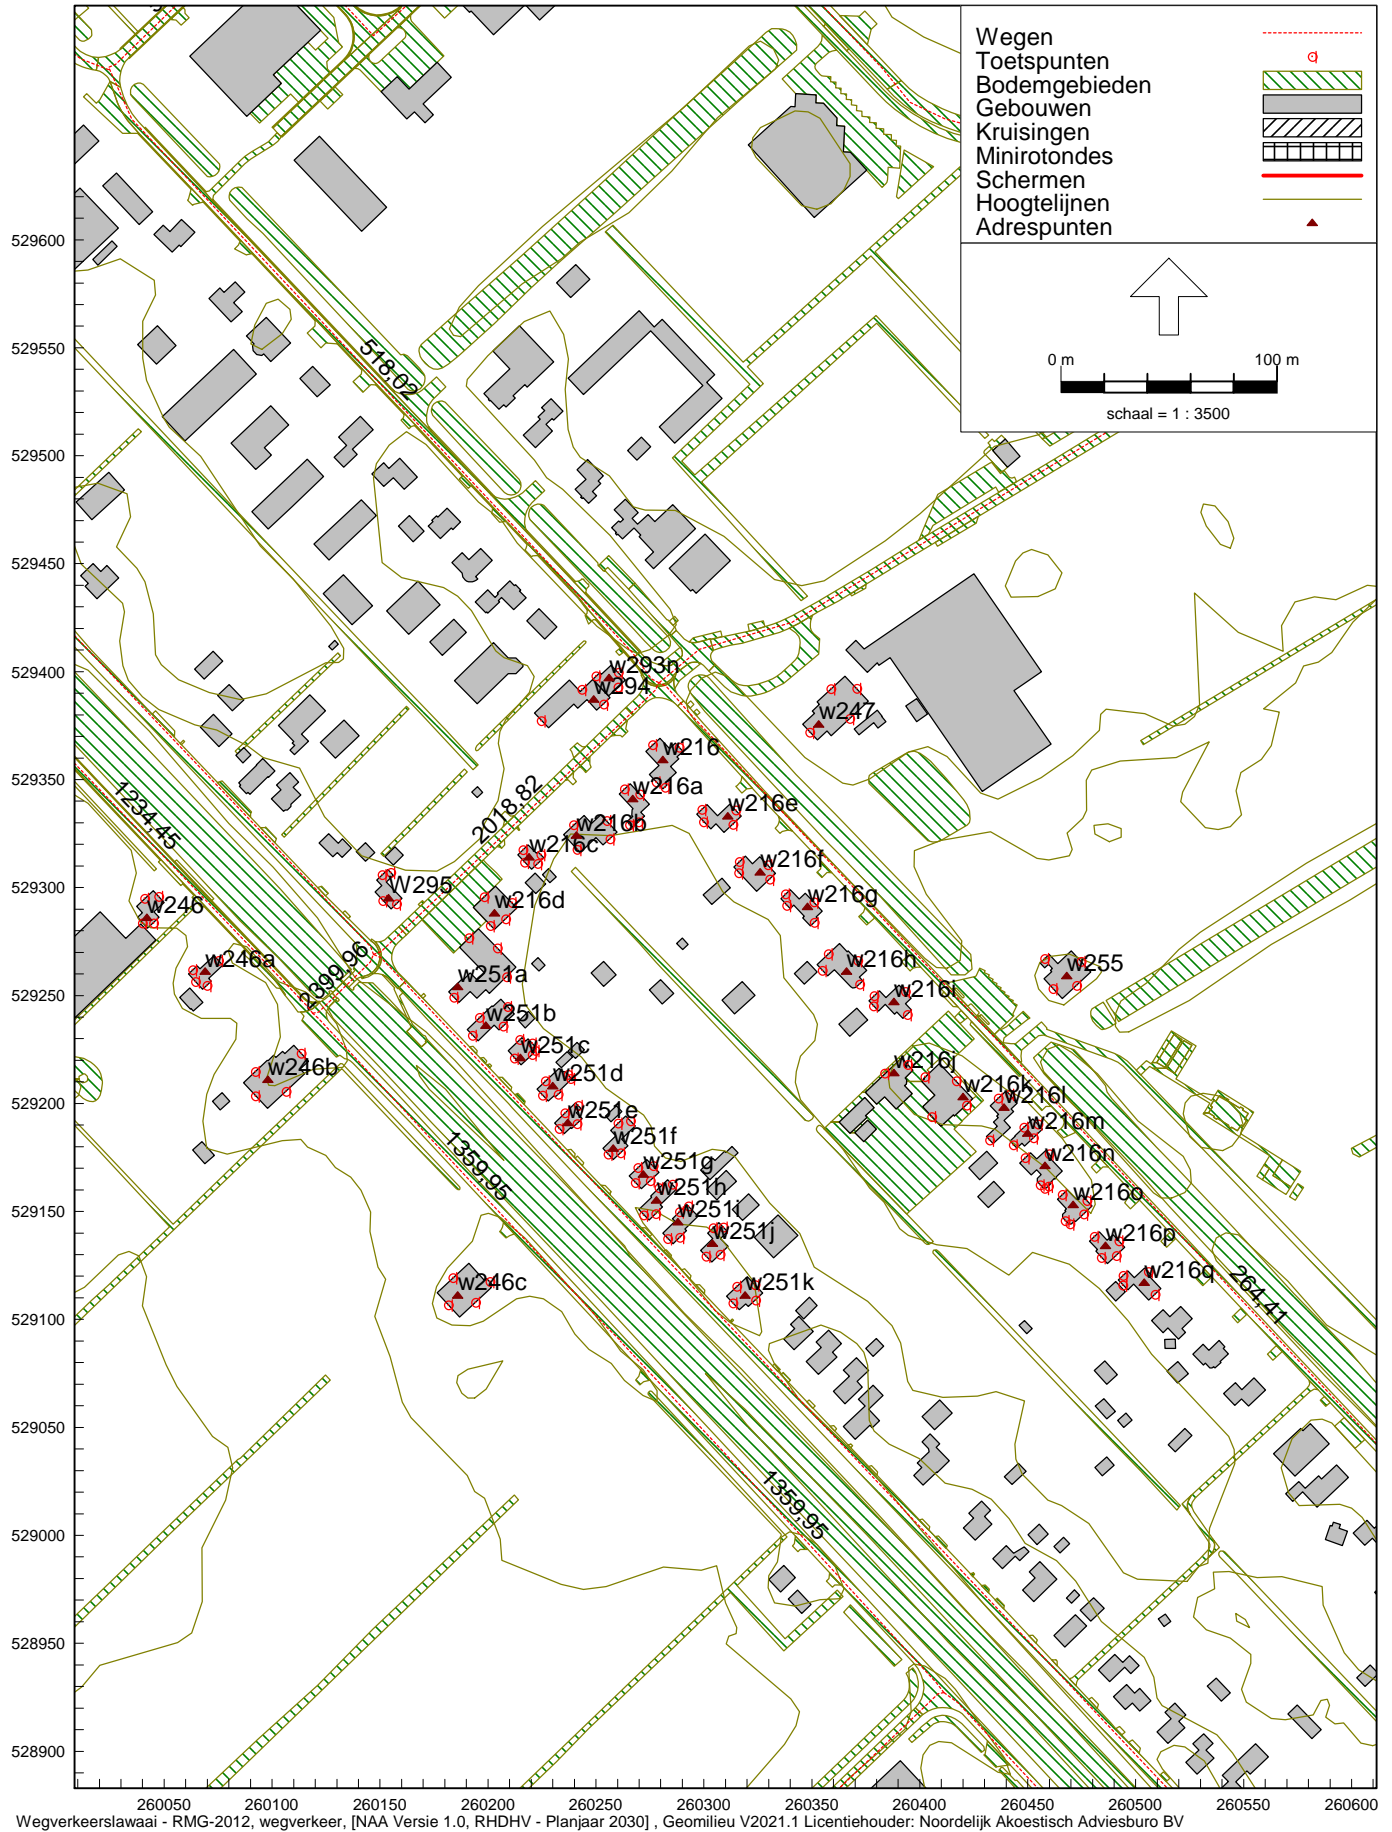 Wegen
Toetspunten
Bodemgebieden
Gebouwen
Kruisingen
Minirotondes
Schermen
Hoogtelijnen
Adrespunten
0 m 100 m
schaal = 1 : 3500
529600
529550
518,02
529500
529450
529400
w293n
w294
w247
529350
w216
1234,45
2018,82
w216a
w216e
w216b
w216c
w216f
529300
W295
w216g
w246
w216d
w246a
2399,96
w216h
w255
w251a
529250
w216i
w251b
w251c
w246b
w251d
w216j
529200
w216k
w216l
w251e
w216m
w251f
1359,95
w216n
w251g
w251h
529150
w216o
w251i
w251j
w216p
w246c
w251k
w216q
264,41
529100
529050
1359,95
529000
528950
528900
260050 260100 260150 260200 260250 260300 260350 260400 260450 260500 260550 260600
Wegverkeerslawaai - RMG-2012, wegverkeer, [NAA Versie 1.0, RHDHV - Planjaar 2030] , Geomilieu V2021.1 Licentiehouder: Noordelijk Akoestisch Adviesburo BV